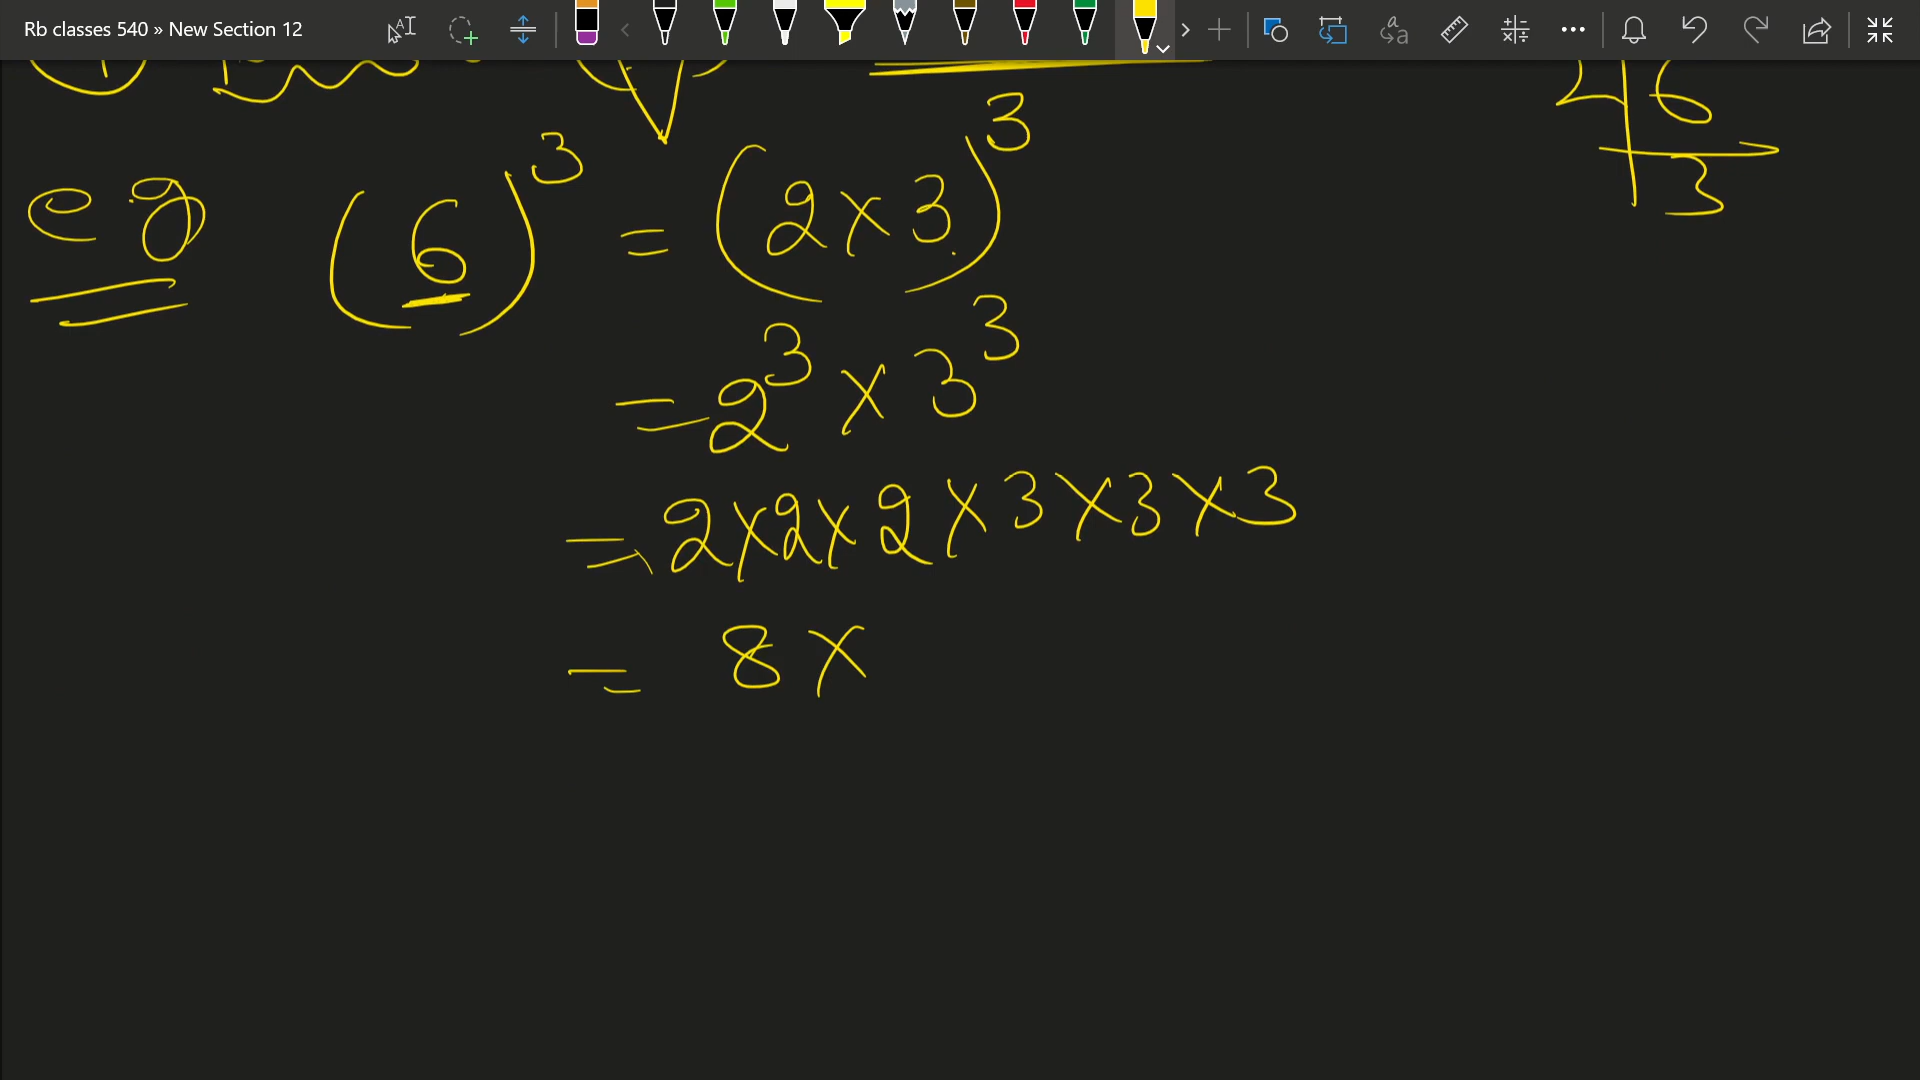 Rb classes 540 » New Section 12
2 6
3
eg (6)³ = (2×3)³
= 2³ × 3³
= 2×2×2×3×3×3
= 8×